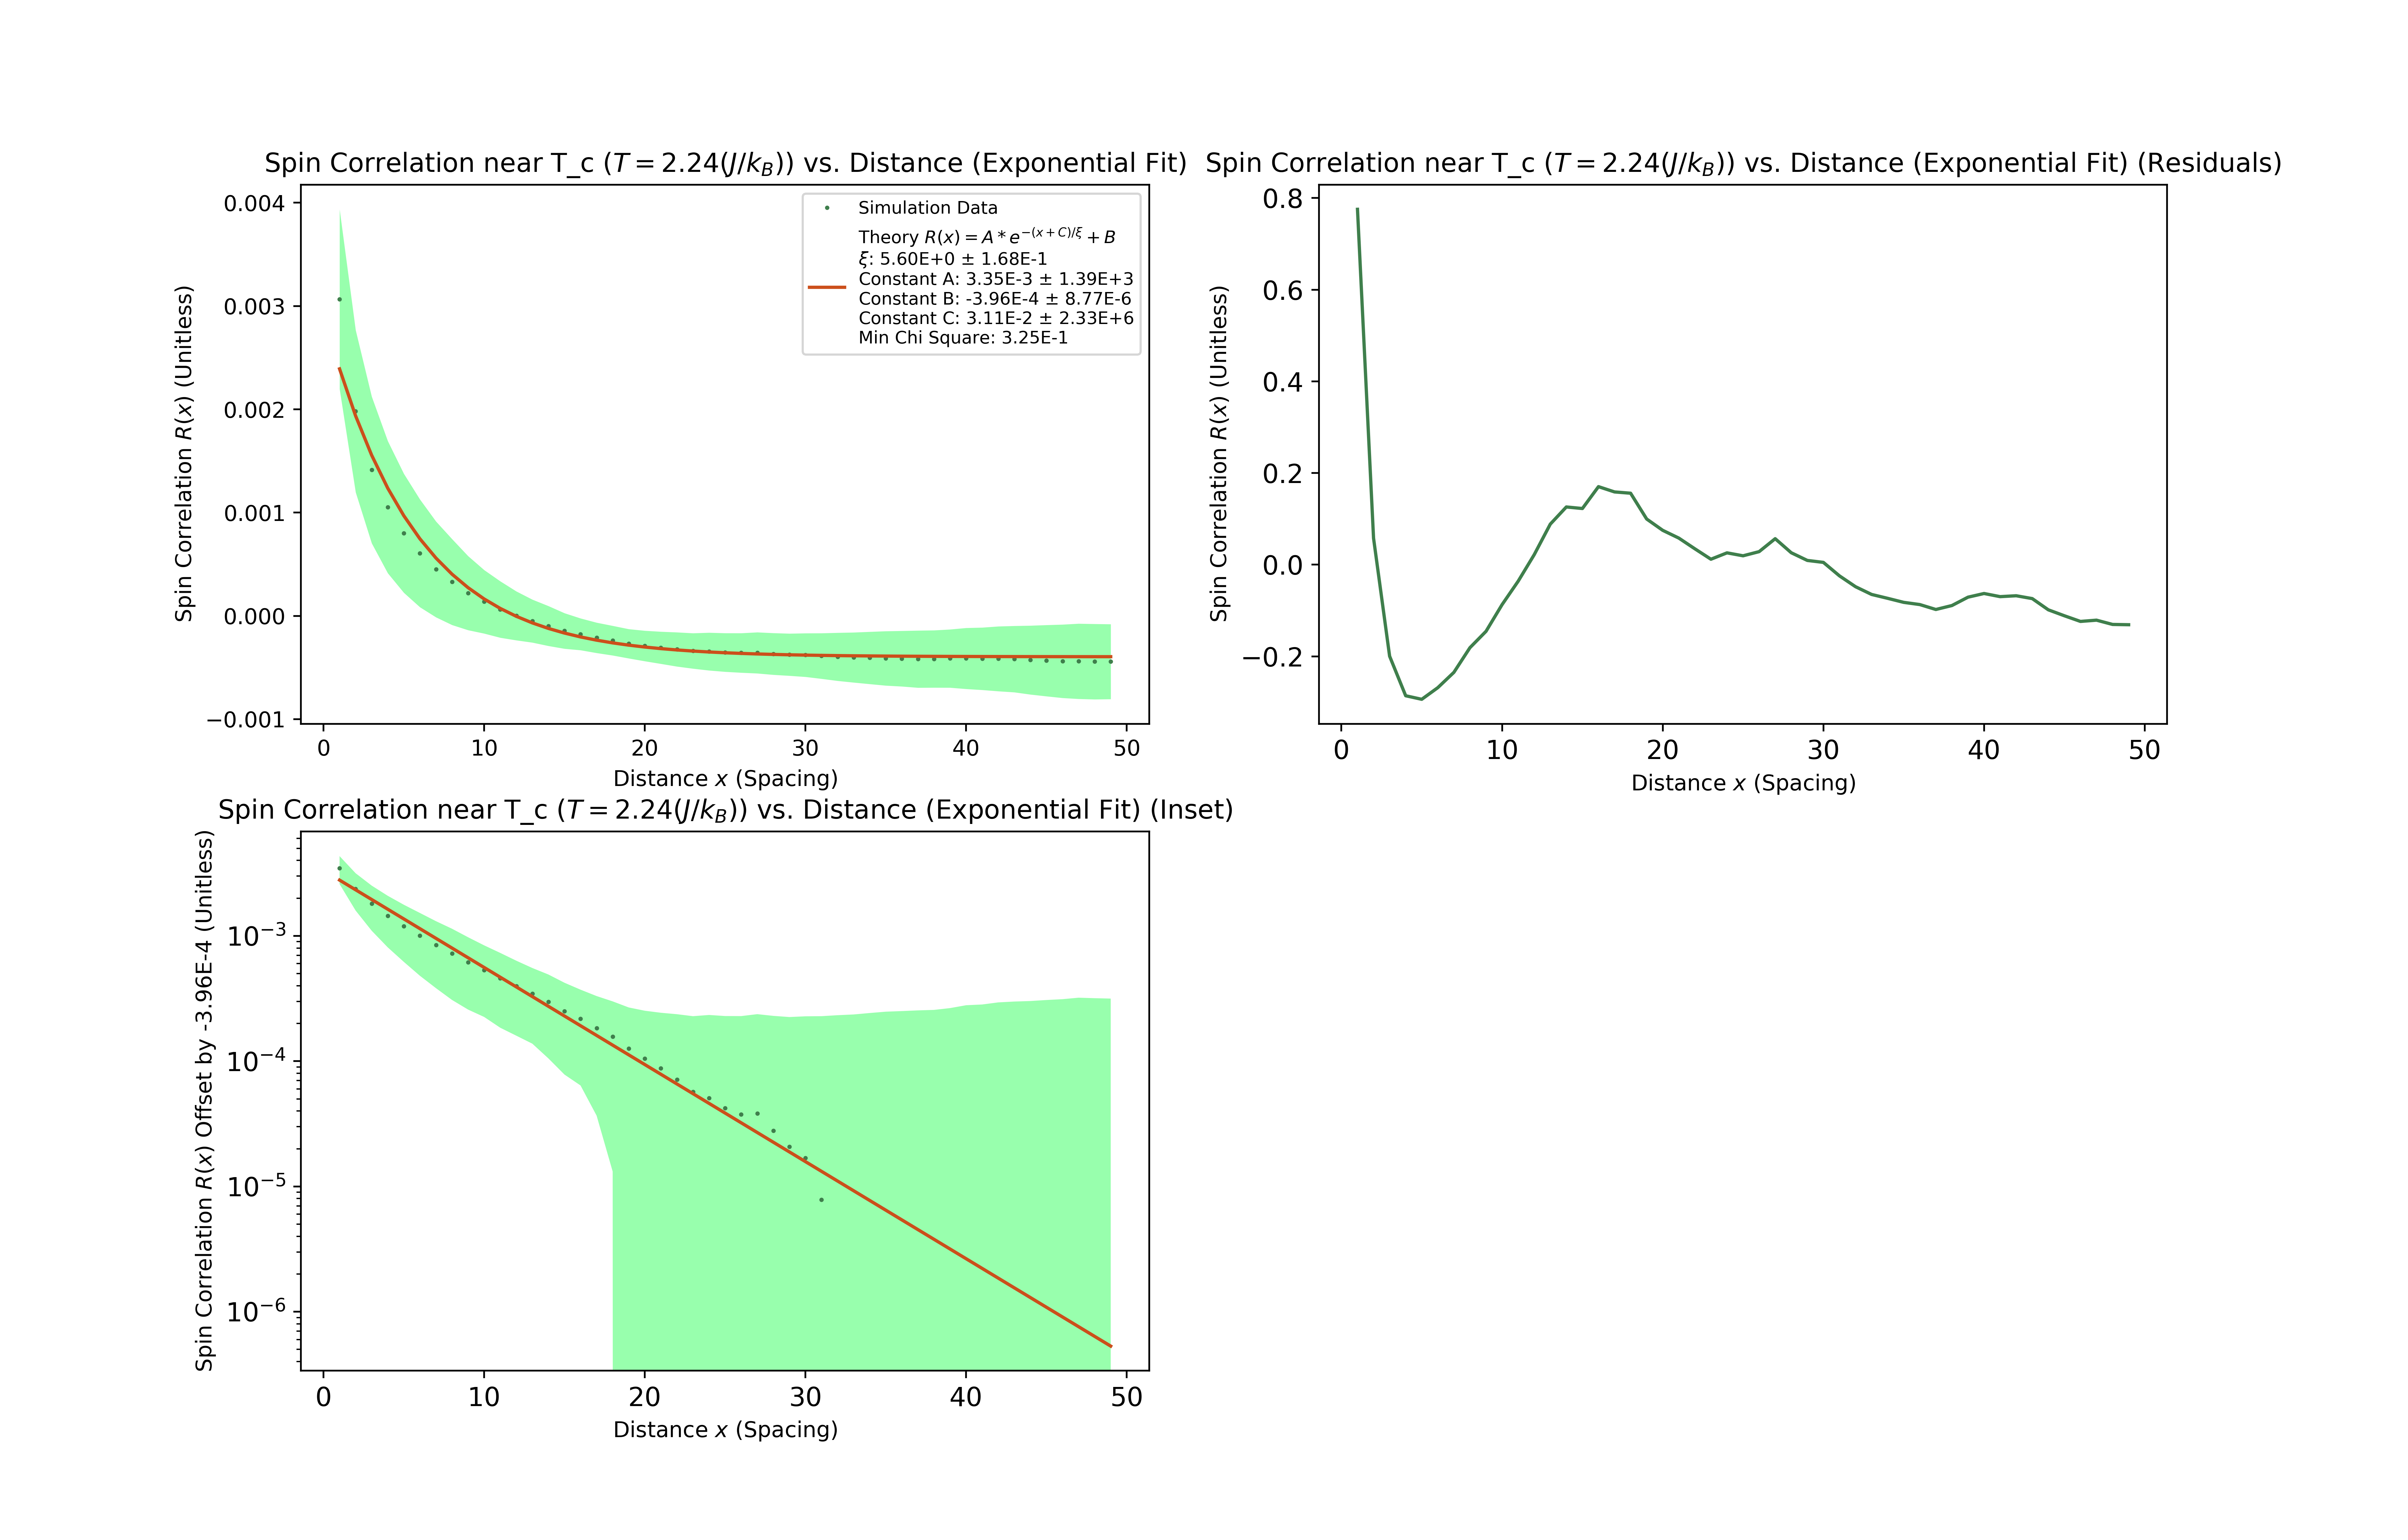 Spin Correlation near T_c (T = 2.24(J/k_B)) vs. Distance (Exponential Fit)
0.004
0.003
0.002
0.001
0.000
−0.001
Spin Correlation R(x) (Unitless)
Simulation Data
Theory R(x) = A * e^{−(x + C)/ξ} + B
ξ: 5.60E+0 ± 1.68E-1
Constant A: 3.35E-3 ± 1.39E+3
Constant B: -3.96E-4 ± 8.77E-6
Constant C: 3.11E-2 ± 2.33E+6
Min Chi Square: 3.25E-1
0 10 20 30 40 50
Distance x (Spacing)
Spin Correlation near T_c (T = 2.24(J/k_B)) vs. Distance (Exponential Fit) (Residuals)
0.8
0.6
0.4
0.2
0.0
−0.2
Spin Correlation R(x) (Unitless)
0 10 20 30 40 50
Distance x (Spacing)
Spin Correlation near T_c (T = 2.24(J/k_B)) vs. Distance (Exponential Fit) (Inset)
10^{−3}
10^{−4}
10^{−5}
10^{−6}
Spin Correlation R(x) Offset by -3.96E-4 (Unitless)
0 10 20 30 40 50
Distance x (Spacing)